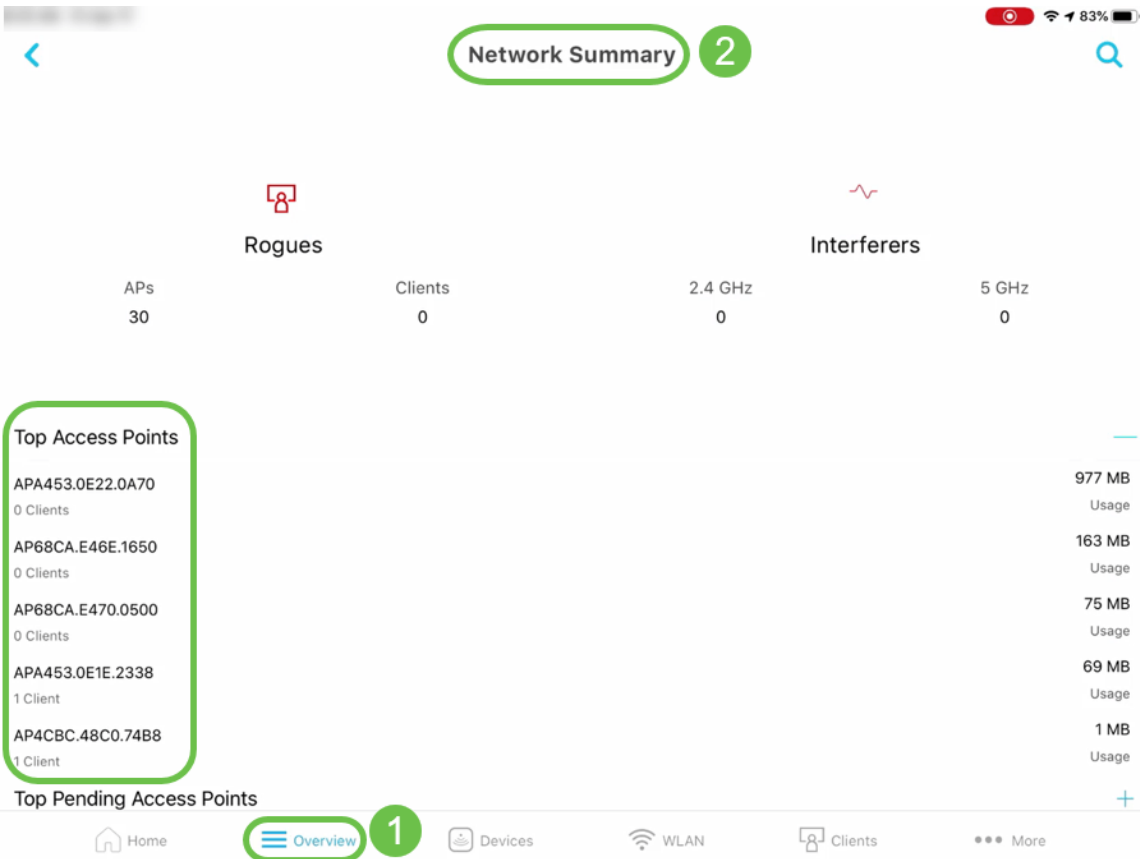 83%
Network Summary 2
Rogues Interferers
APs Clients 2.4 GHz 5 GHz
30 0 0 0
Top Access Points
APA453.0E22.0A70 977 MB
0 Clients Usage
AP68CA.E46E.1650 163 MB
0 Clients Usage
AP68CA.E470.0500 75 MB
0 Clients Usage
APA453.0E1E.2338 69 MB
1 Client Usage
AP4CBC.48C0.74B8 1 MB
1 Client Usage
Top Pending Access Points
Home Overview 1 Devices WLAN Clients More